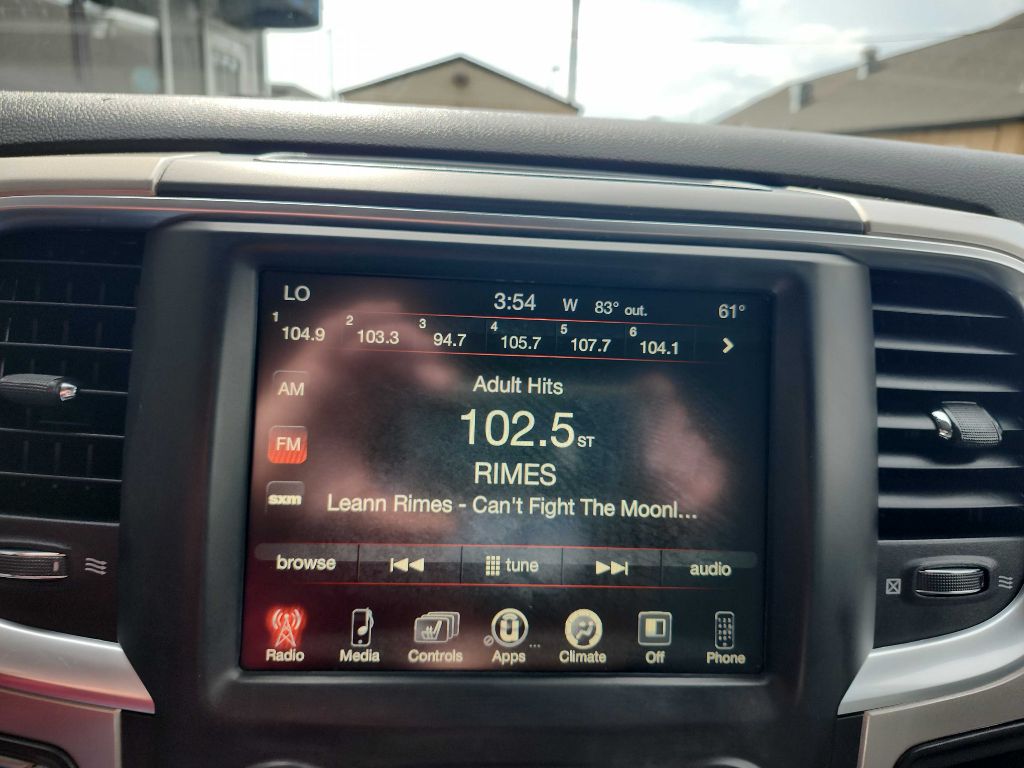 LO 3:54 W 83° out. 61°
1 104.9 2 103.3 3 94.7 4 105.7 5 107.7 6 104.1
AM
Adult Hits
102.5 ST
FM
RIMES
sxm
Leann Rimes - Can't Fight The Moonl...
browse tune audio
Radio Media Controls Apps ... Climate Off Phone